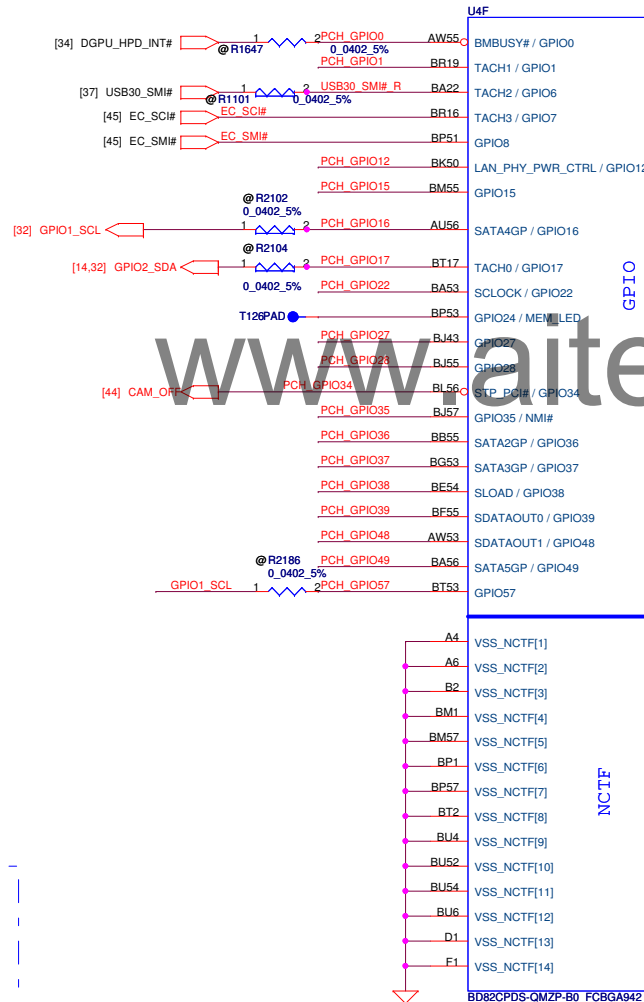 U4F
[34] DGPU_HPD_INT# 1 2 PCH_GPIO0 AW55 BMBUSY# / GPIO0
@R1647 0_0402_5%
PCH_GPIO1 BR19 TACH1 / GPIO1
[37] USB30_SMI# 1 2 USB30_SMI#_R BA22 TACH2 / GPIO6
@R1101 0_0402_5%
[45] EC_SCI# EC_SCI# BR16 TACH3 / GPIO7
[45] EC_SMI# EC_SMI# BP51 GPIO8
PCH_GPIO12 BK50 LAN_PHY_PWR_CTRL / GPIO12
PCH_GPIO15 BM55 GPIO15
@R2102
0_0402_5%
[32] GPIO1_SCL 1 2 PCH_GPIO16 AU56 SATA4GP / GPIO16
@R2104
[14,32] GPIO2_SDA 1 2 PCH_GPIO17 BT17 TACH0 / GPIO17
0_0402_5%
PCH_GPIO22 BA53 SCLOCK / GPIO22
T126PAD BP53 GPIO24 / MEM_LED
PCH_GPIO27 BJ43 GPIO27
PCH_GPIO28 BJ55 GPIO28
[44] CAM_OFF PCH_GPIO34 BL56 STP_PCI# / GPIO34
PCH_GPIO35 BJ57 GPIO35 / NMI#
PCH_GPIO36 BB55 SATA2GP / GPIO36
PCH_GPIO37 BG53 SATA3GP / GPIO37
PCH_GPIO38 BE54 SLOAD / GPIO38
PCH_GPIO39 BF55 SDATAOUT0 / GPIO39
PCH_GPIO48 AW53 SDATAOUT1 / GPIO48
@R2186
0_0402_5%
PCH_GPIO49 BA56 SATA5GP / GPIO49
GPIO1_SCL 1 2 PCH_GPIO57 BT53 GPIO57
GPIO
www.aite
A4 VSS_NCTF[1]
A6 VSS_NCTF[2]
B2 VSS_NCTF[3]
BM1 VSS_NCTF[4]
BM57 VSS_NCTF[5]
BP1 VSS_NCTF[6]
BP57 VSS_NCTF[7]
BT2 VSS_NCTF[8]
BU4 VSS_NCTF[9]
BU52 VSS_NCTF[10]
BU54 VSS_NCTF[11]
BU6 VSS_NCTF[12]
D1 VSS_NCTF[13]
F1 VSS_NCTF[14]
NCTF
BD82CPDS-QMZP-B0_FCBGA942